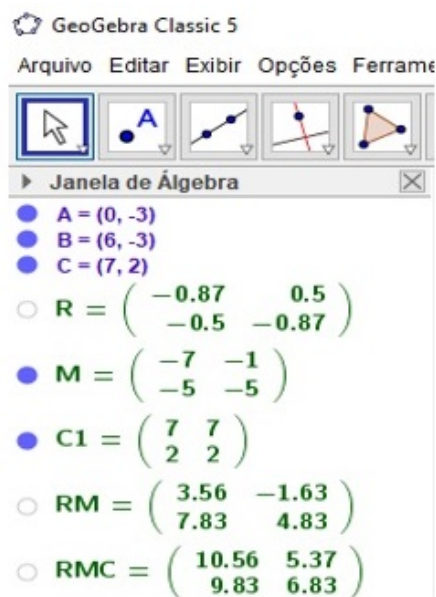 GeoGebra Classic 5
Arquivo Editar Exibir Opções Ferrame
A
Janela de Álgebra
A = (0, -3)
B = (6, -3)
C = (7, 2)
R = ( −0.87 0.5
−0.5 −0.87 )
M = ( −7 −1
−5 −5 )
C1 = ( 7 7
2 2 )
RM = ( 3.56 −1.63
7.83 4.83 )
RMC = ( 10.56 5.37
9.83 6.83 )